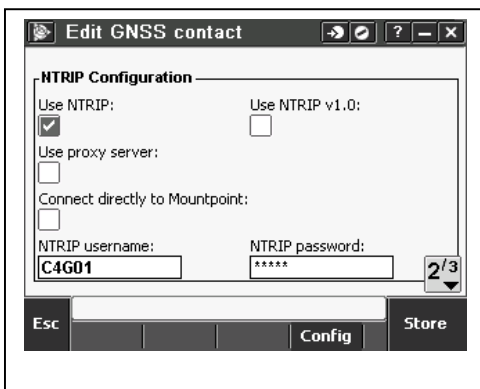 Edit GNSS contact
? – ×
NTRIP Configuration
Use NTRIP: Use NTRIP v1.0:
Use proxy server:
Connect directly to Mountpoint:
NTRIP username: NTRIP password:
C4G01 *****
2/3
Esc Config Store